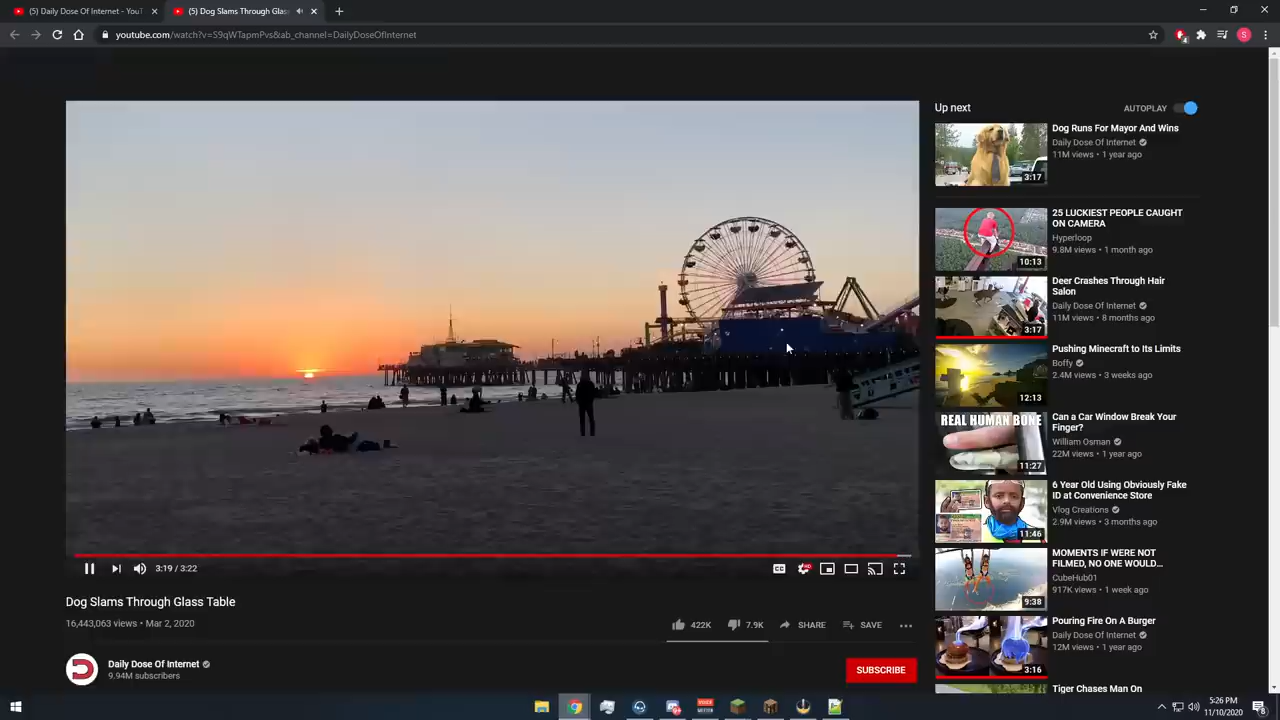 (5) Daily Dose Of Internet - YouT
(5) Dog Slams Through Glass
youtube.com/watch?v=S9qWTapmPvs&ab_channel=DailyDoseOfInternet
S
Up next
AUTOPLAY
Dog Runs For Mayor And Wins
Daily Dose Of Internet
11M views • 1 year ago
3:17
25 LUCKIEST PEOPLE CAUGHT
ON CAMERA
Hyperloop
9.8M views • 1 month ago
10:13
Deer Crashes Through Hair
Salon
Daily Dose Of Internet
11M views • 8 months ago
3:17
Pushing Minecraft to Its Limits
Boffy
2.4M views • 3 weeks ago
12:13
REAL HUMAN BONE
Can a Car Window Break Your
Finger?
William Osman
22M views • 1 year ago
11:27
6 Year Old Using Obviously Fake
ID at Convenience Store
Vlog Creations
2.9M views • 3 months ago
11:46
MOMENTS IF WERE NOT
FILMED, NO ONE WOULD...
CubeHub01
917K views • 1 week ago
9:38
Pouring Fire On A Burger
Daily Dose Of Internet
12M views • 1 year ago
3:16
Tiger Chases Man On
3:19 / 3:22
CC
HD
Dog Slams Through Glass Table
16,443,063 views • Mar 2, 2020
422K
7.9K
SHARE
SAVE
Daily Dose Of Internet
9.94M subscribers
SUBSCRIBE
5:26 PM
11/10/2020